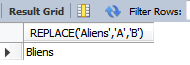 Result Grid Filter Rows:
REPLACE('Aliens','A','B')
Bliens